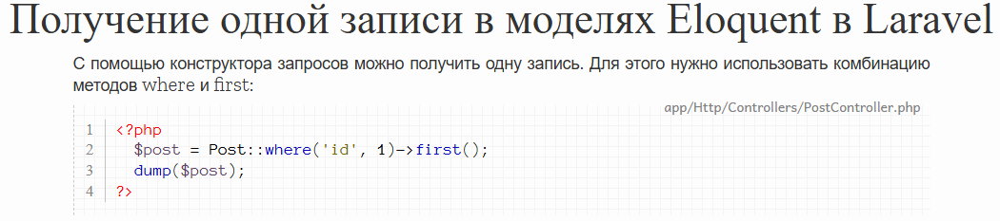 Получение одной записи в моделях Eloquent в Laravel
С помощью конструктора запросов можно получить одну запись. Для этого нужно использовать комбинацию
методов where и first:
app/Http/Controllers/PostController.php
1 <?php
2 $post = Post::where('id', 1)->first();
3 dump($post);
4 ?>